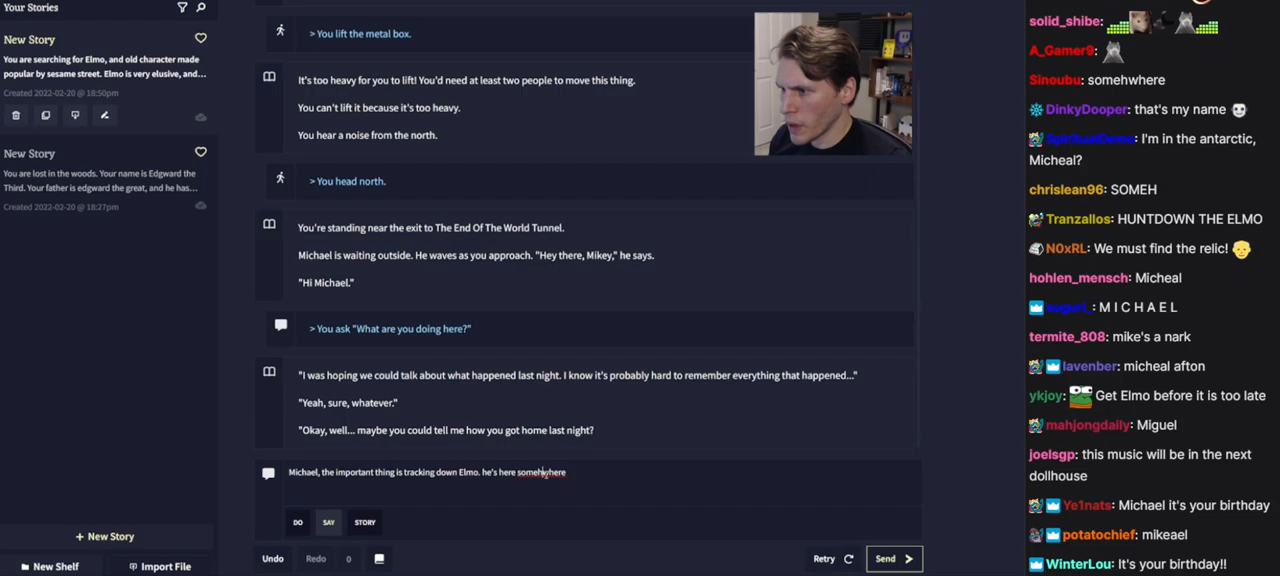 Your Stories
New Story
You are searching for Elmo, and old character made
popular by sesame street. Elmo is very elusive, and...
Created 2022-02-20 @ 18:50pm
New Story
You are lost in the woods. Your name is Edgward the
Third. Your father is edgward the great, and he has...
Created 2022-02-20 @ 18:27pm
+ New Story
New Shelf
Import File
> You lift the metal box.
It's too heavy for you to lift! You'd need at least two people to move this thing.
You can't lift it because it's too heavy.
You hear a noise from the north.
> You head north.
You're standing near the exit to The End Of The World Tunnel.
Michael is waiting outside. He waves as you approach. "Hey there, Mikey," he says.
"Hi Michael."
> You ask "What are you doing here?"
"I was hoping we could talk about what happened last night. I know it's probably hard to remember everything that happened..."
"Yeah, sure, whatever."
"Okay, well... maybe you could tell me how you got home last night?
Michael, the important thing is tracking down Elmo. he's here somehwhere
DO
SAY
STORY
Undo
Redo
0
Retry
Send
solid_shibe:
A_Gamer9:
Sinoubu: somehwhere
DinkyDooper: that's my name
SpiritualDemo: I'm in the antarctic,
Micheal?
chrislean96: SOMEH
Tranzallos: HUNTDOWN THE ELMO
N0xRL: We must find the relic!
hohlen_mensch: Micheal
auguri_: M I C H A E L
termite_808: mike's a nark
lavenber: micheal afton
ykjoy: Get Elmo before it is too late
mahjongdaily: Miguel
joelsgp: this music will be in the next
dollhouse
Ye1nats: Michael it's your birthday
potatochief: mikeael
WinterLou: It's your birthday!!